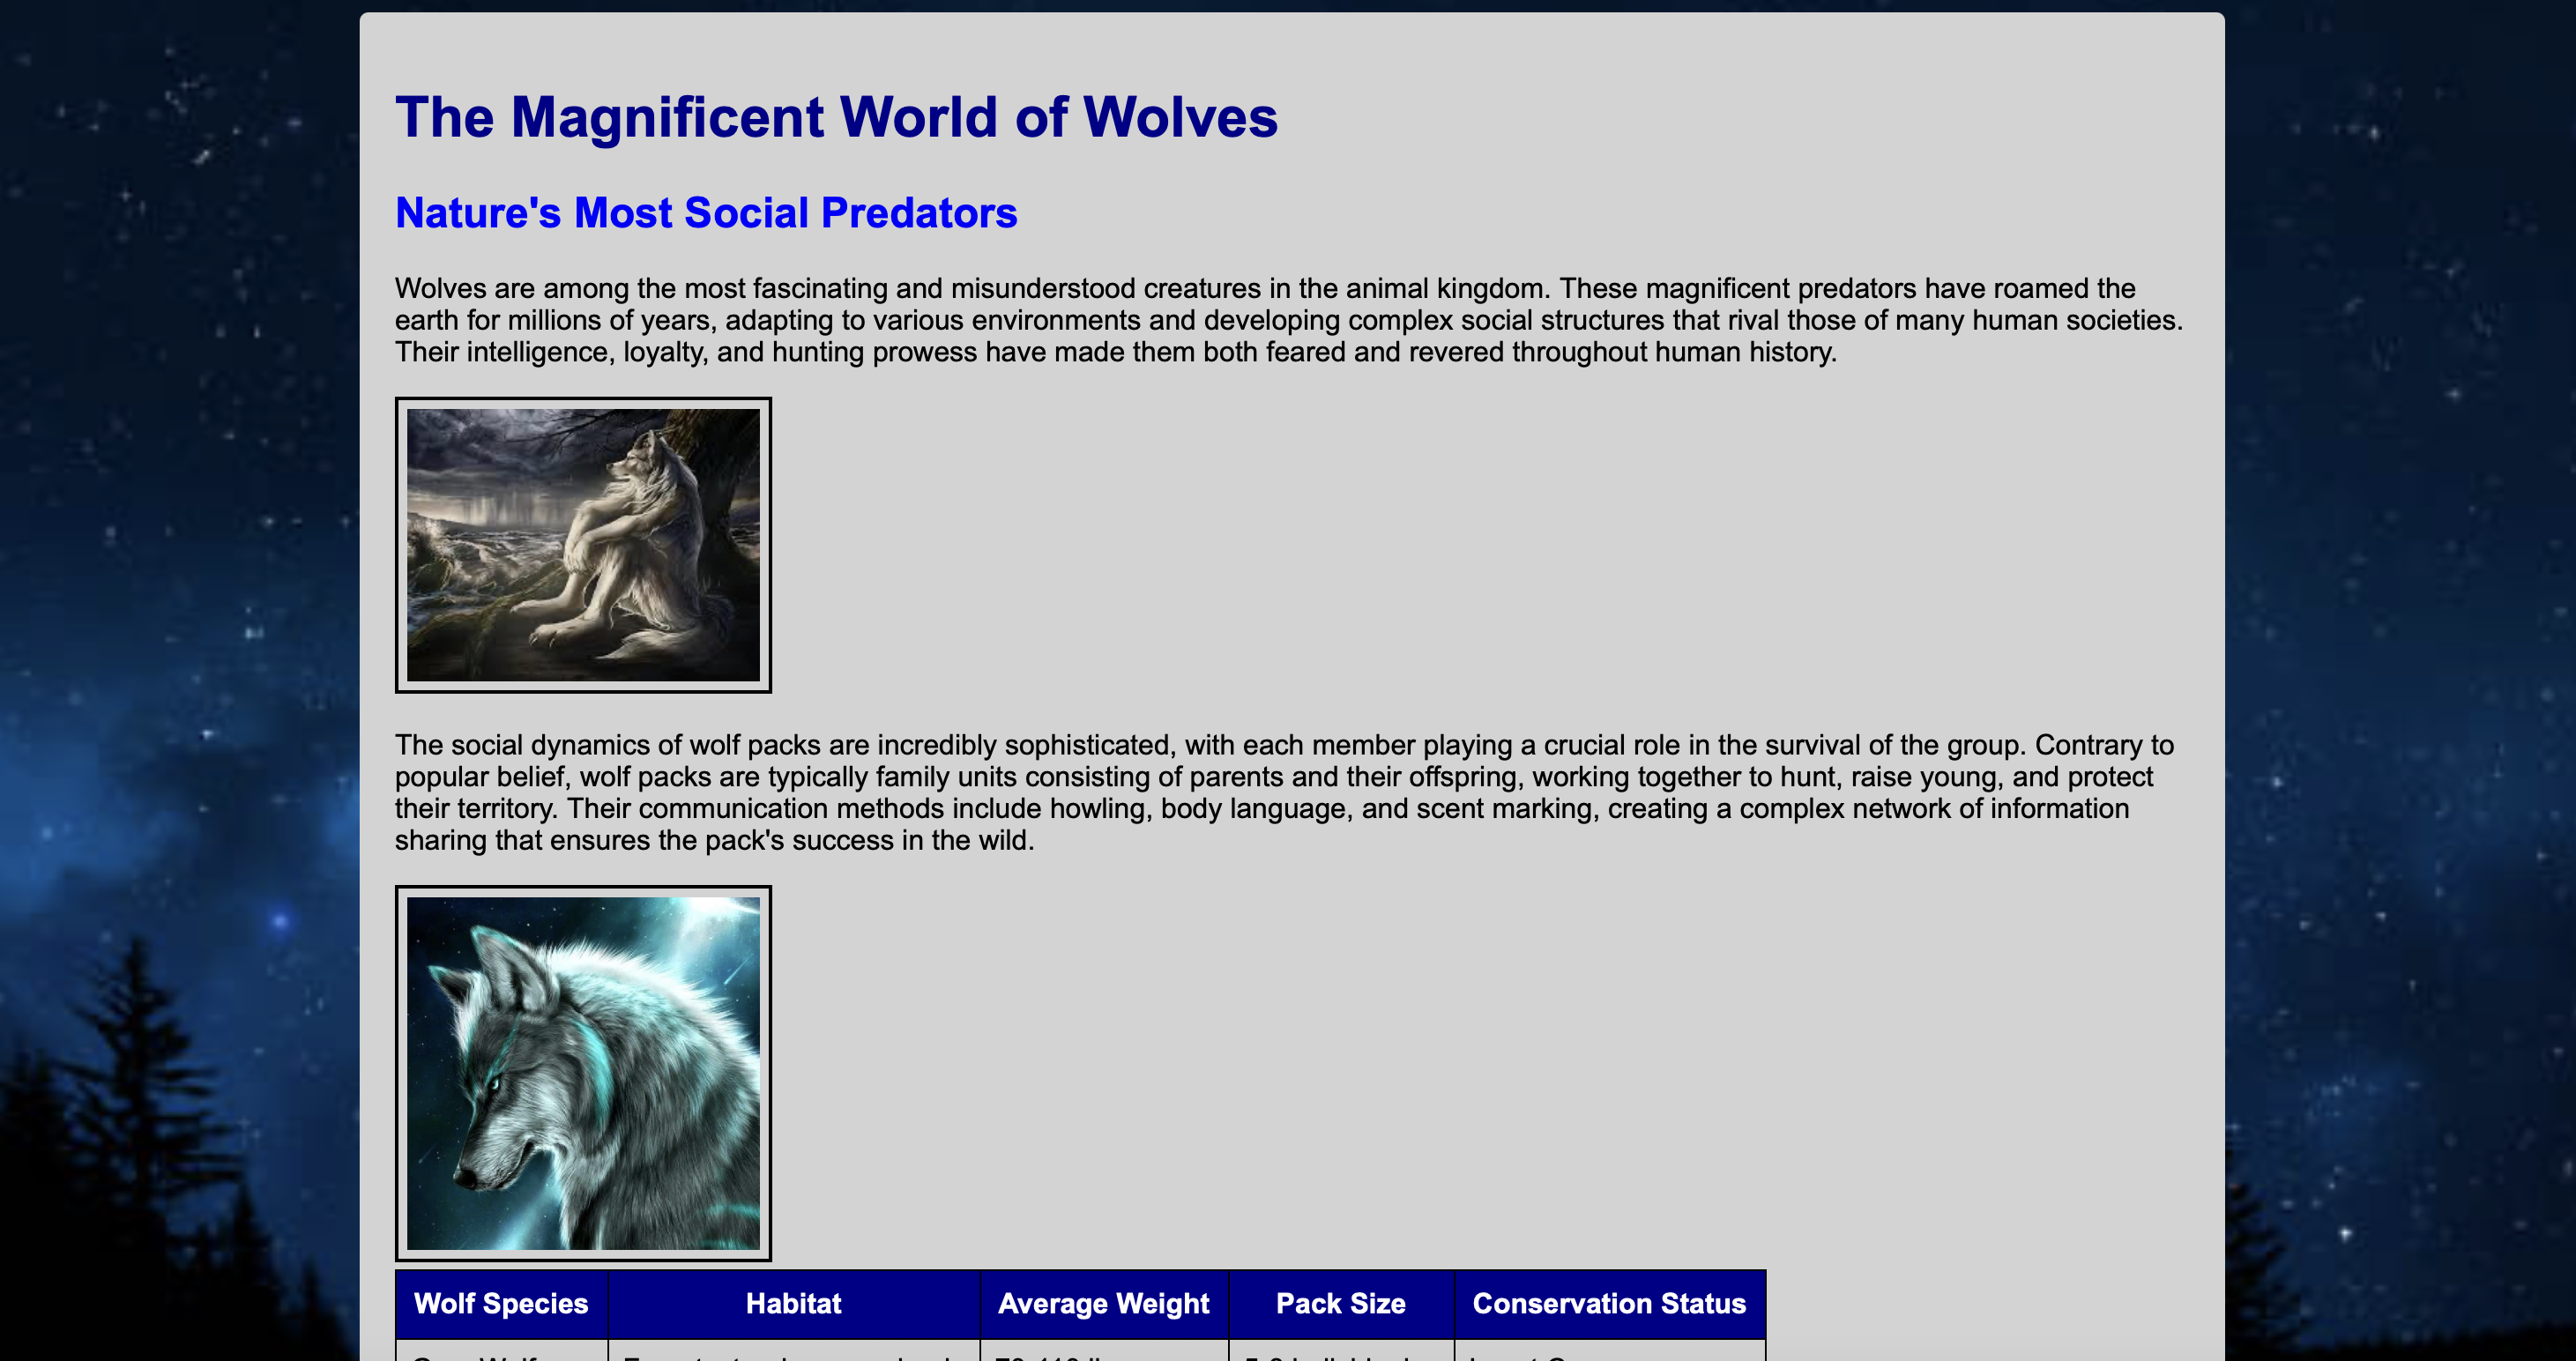 The Magnificent World of Wolves
Nature's Most Social Predators
Wolves are among the most fascinating and misunderstood creatures in the animal kingdom. These magnificent predators have roamed the
earth for millions of years, adapting to various environments and developing complex social structures that rival those of many human societies.
Their intelligence, loyalty, and hunting prowess have made them both feared and revered throughout human history.
The social dynamics of wolf packs are incredibly sophisticated, with each member playing a crucial role in the survival of the group. Contrary to
popular belief, wolf packs are typically family units consisting of parents and their offspring, working together to hunt, raise young, and protect
their territory. Their communication methods include howling, body language, and scent marking, creating a complex network of information
sharing that ensures the pack's success in the wild.
Wolf Species Habitat Average Weight Pack Size Conservation Status